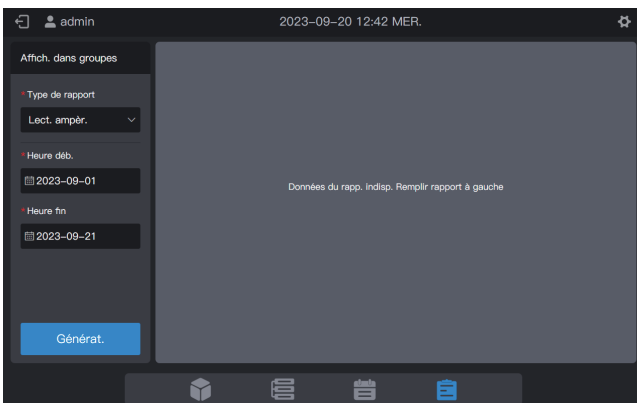 admin
2023-09-20 12:42 MER.
Affich. dans groupes
*Type de rapport
Lect. ampèr.
*Heure déb.
2023-09-01
*Heure fin
2023-09-21
Générat.
Données du rapp. indisp. Remplir rapport à gauche